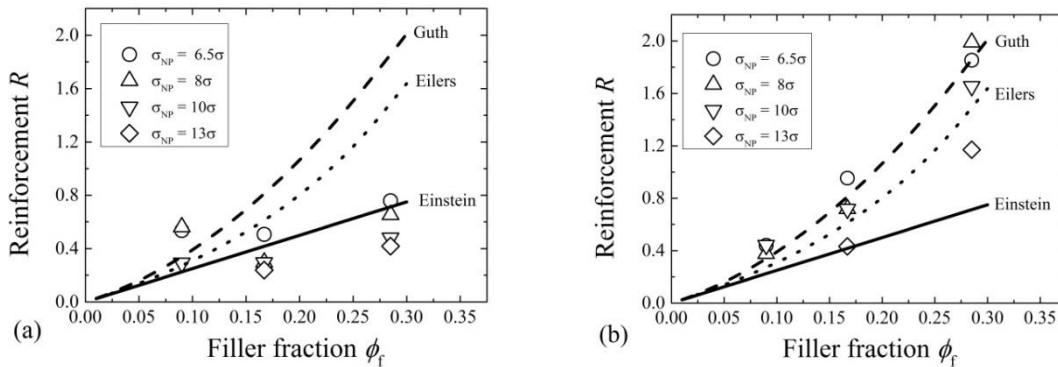 2.0
1.6
1.2
0.8
0.4
0.0
Reinforcement R
σNP = 6.5σ
σNP = 8σ
σNP = 10σ
σNP = 13σ
Guth
Eilers
Einstein
0.00 0.05 0.10 0.15 0.20 0.25 0.30 0.35
(a)
Filler fraction ϕf
2.0
1.6
1.2
0.8
0.4
0.0
Reinforcement R
σNP = 6.5σ
σNP = 8σ
σNP = 10σ
σNP = 13σ
Guth
Eilers
Einstein
0.00 0.05 0.10 0.15 0.20 0.25 0.30 0.35
(b)
Filler fraction ϕf